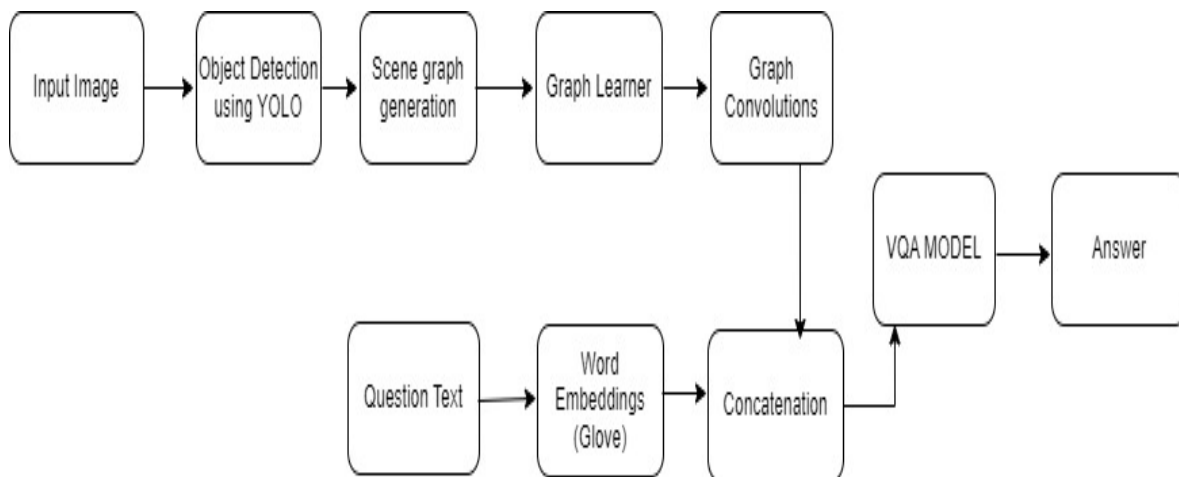 Input Image
Object Detection
using YOLO
Scene graph
generation
Graph Learner
Graph
Convolutions
VQA MODEL
Answer
Question Text
Word
Embeddings
(Glove)
Concatenation